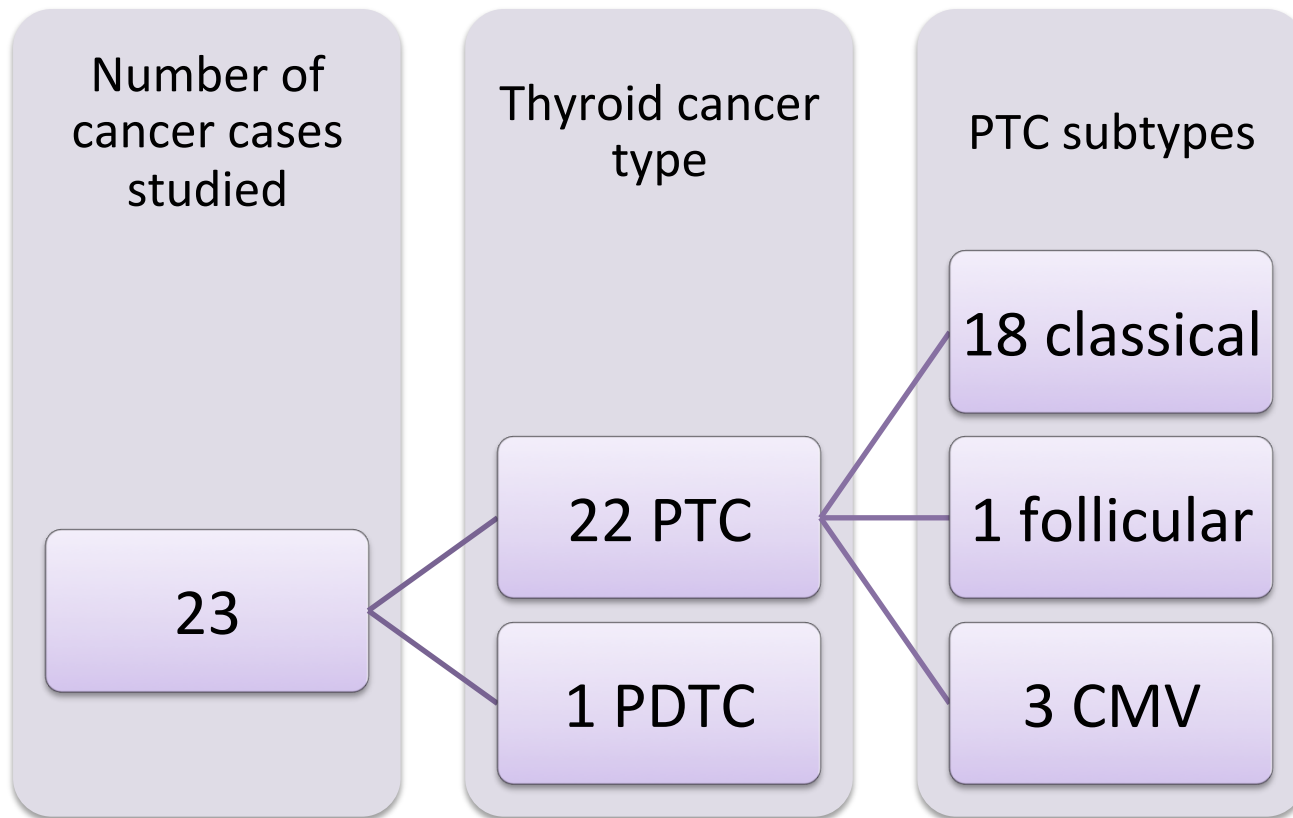 Number of
cancer cases
studied
23
Thyroid cancer
type
22 PTC
1 PDTC
PTC subtypes
18 classical
1 follicular
3 CMV